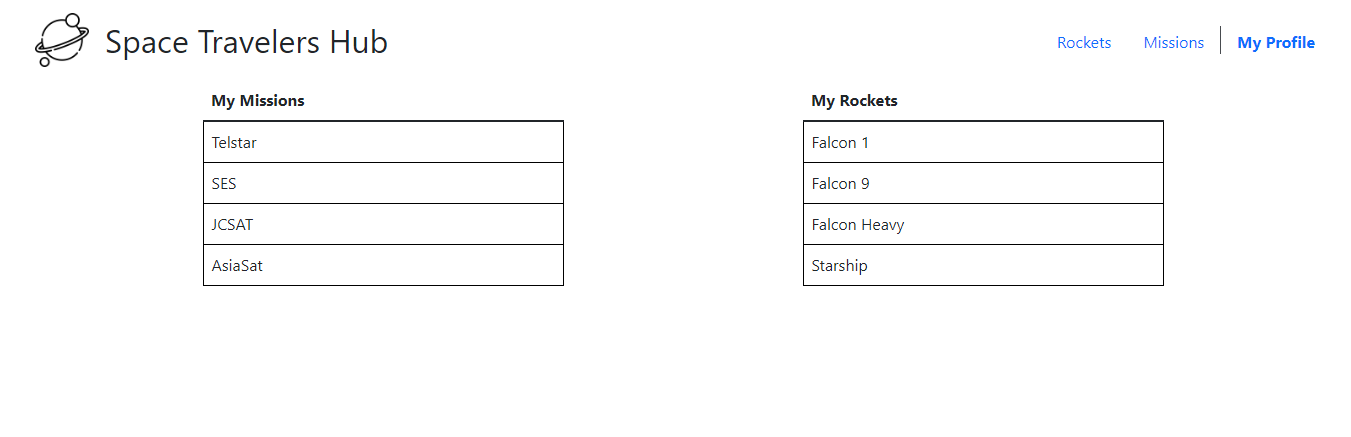 Space Travelers Hub
Rockets
Missions
My Profile
My Missions
Telstar
SES
JCSAT
AsiaSat
My Rockets
Falcon 1
Falcon 9
Falcon Heavy
Starship